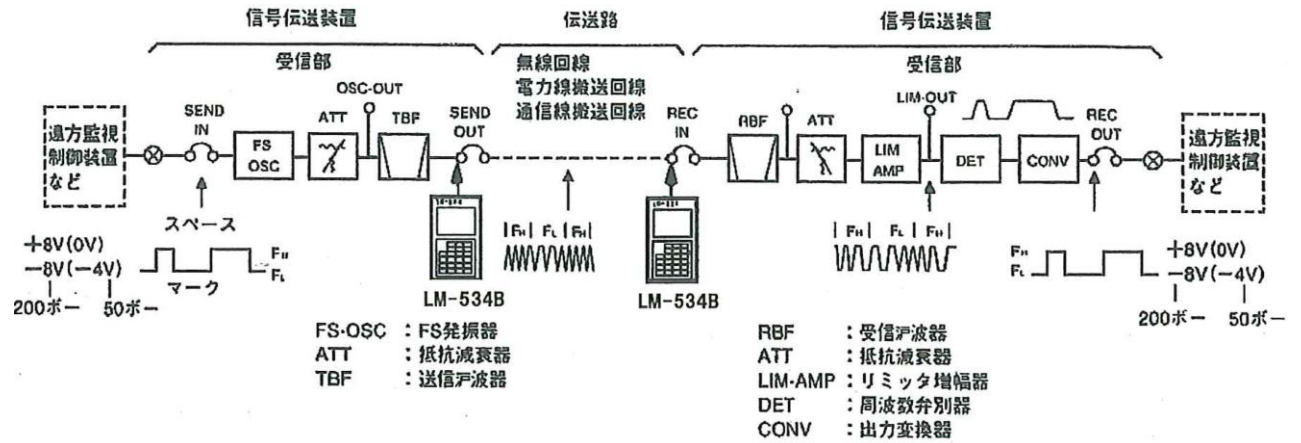 信号伝送装置
伝送路
信号伝送装置
受信部
無線回線
電力線搬送回線
通信線搬送回線
受信部
遠方監視
制御装置
など
SEND
IN
FS
OSC
ATT
OSC-OUT
TBF
SEND
OUT
REC
IN
RBF
ATT
LIM
AMP
LIM-OUT
DET
CONV
REC
OUT
遠方監視
制御装置
など
スペース
+8V(0V)
-8V(-4V)
マーク
FH
FL
200ボー
50ボー
LM-534B
FH
FL
FH
LM-534B
FH
FL
FH
FH
FL
+8V(0V)
-8V(-4V)
200ボー
50ボー
FS・OSC :FS発振器
ATT :抵抗減衰器
TBF :送信戸波器
RBF :受信戸波器
ATT :抵抗減衰器
LIM-AMP:リミッタ増幅器
DET :周波数弁別器
CONV :出力変換器